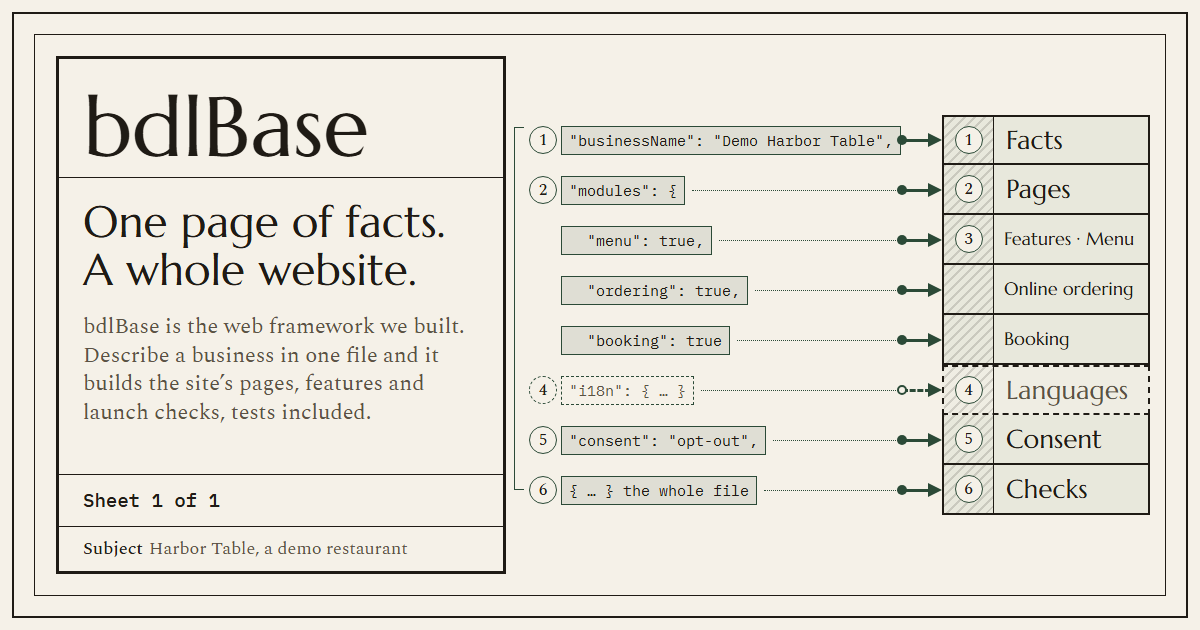 bdlBase
One page of facts.
A whole website.
bdlBase is the web framework we built.
Describe a business in one file and it
builds the site’s pages, features and
launch checks, tests included.
Sheet 1 of 1
Subject Harbor Table, a demo restaurant
1 "businessName": "Demo Harbor Table", 1 Facts
2 "modules": { 2 Pages
"menu": true, 3 Features · Menu
"ordering": true, Online ordering
"booking": true Booking
4 "i18n": { … } 4 Languages
5 "consent": "opt-out", 5 Consent
6 { … } the whole file 6 Checks